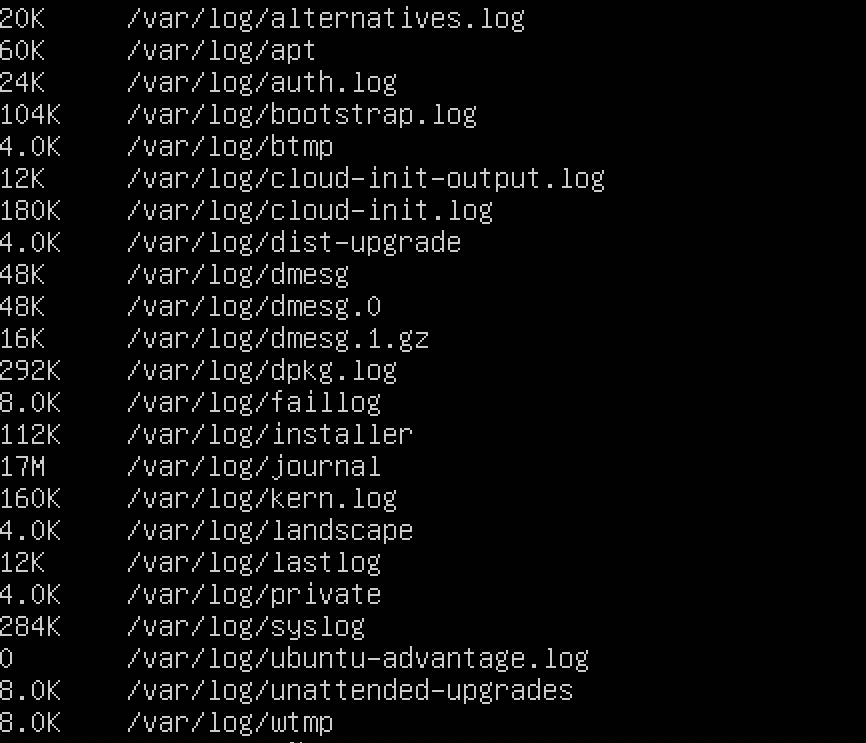 20K     /var/log/alternatives.log
60K     /var/log/apt
24K     /var/log/auth.log
104K    /var/log/bootstrap.log
4.0K    /var/log/btmp
12K     /var/log/cloud-init-output.log
180K    /var/log/cloud-init.log
4.0K    /var/log/dist-upgrade
48K     /var/log/dmesg
48K     /var/log/dmesg.0
16K     /var/log/dmesg.1.gz
292K    /var/log/dpkg.log
8.0K    /var/log/faillog
112K    /var/log/installer
17M     /var/log/journal
160K    /var/log/kern.log
4.0K    /var/log/landscape
12K     /var/log/lastlog
4.0K    /var/log/private
284K    /var/log/syslog
0       /var/log/ubuntu-advantage.log
8.0K    /var/log/unattended-upgrades
8.0K    /var/log/wtmp